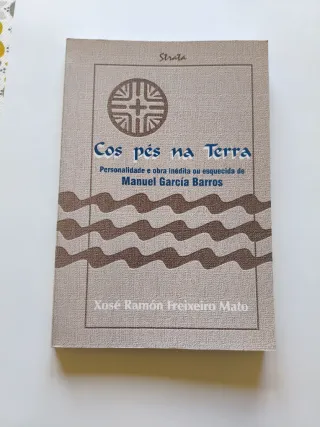 Strata
Cos pés na Terra
Personalidade e obra inédita ou esquecida de
Manuel García Barros
Xosé Ramón Freixeiro Mato